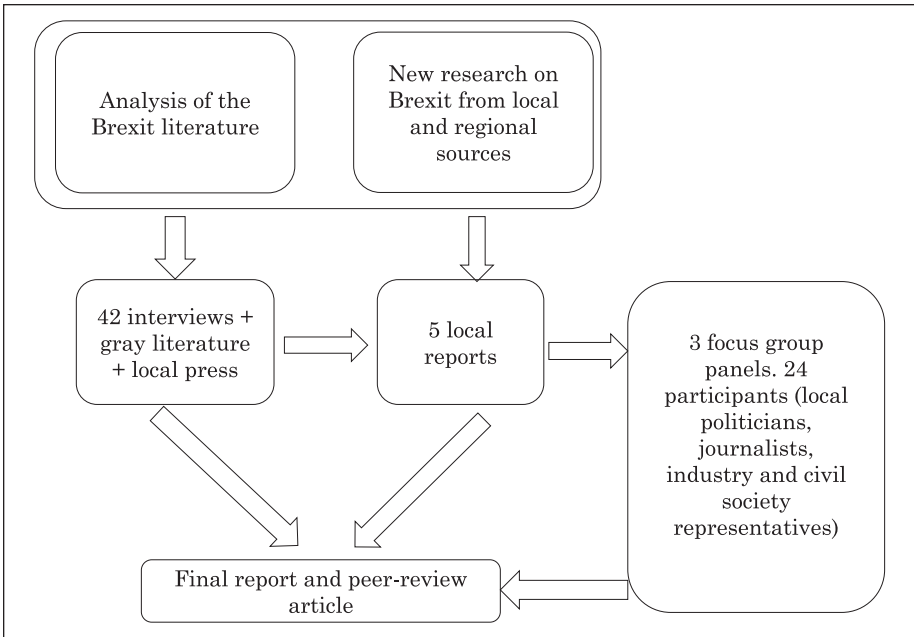 Analysis of the
Brexit literature
New research on
Brexit from local
and regional
sources
42 interviews +
gray literature
+ local press
5 local
reports
3 focus group
panels. 24
participants (local
politicians,
journalists,
industry and civil
society
representatives)
Final report and peer-review
article